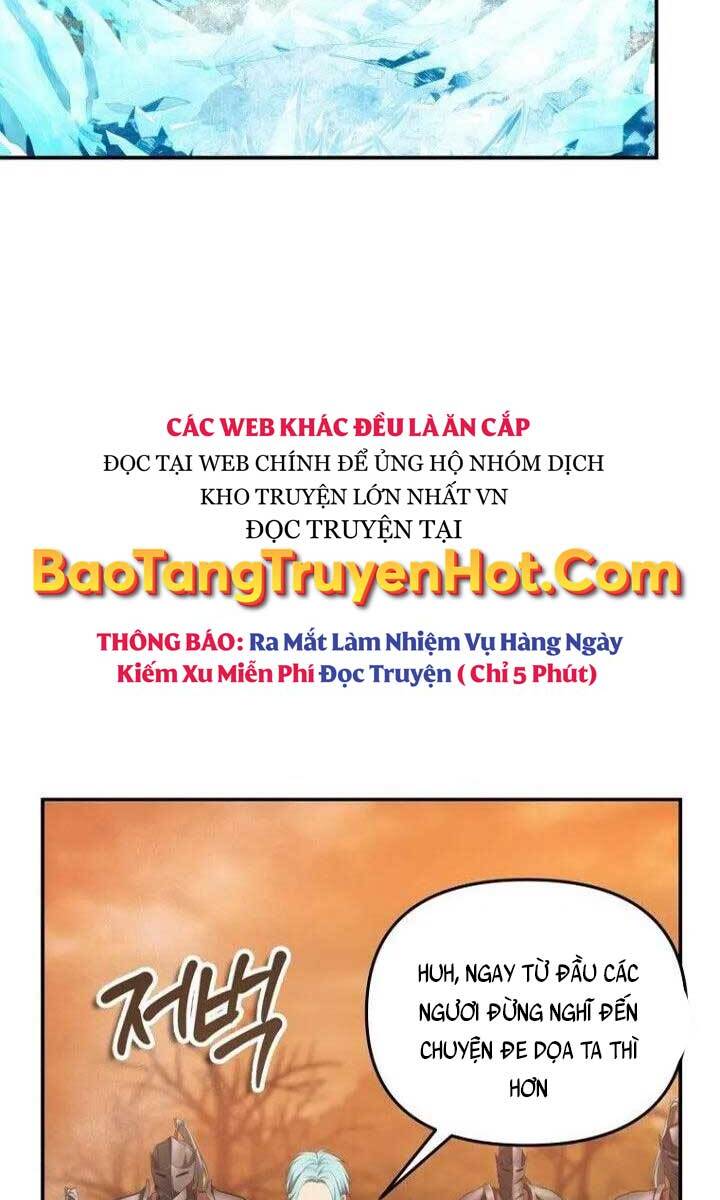 CÁC WEB KHÁC ĐỀU LÀ ĂN CẮP
ĐỌC TẠI WEB CHÍNH ĐỂ ỦNG HỘ NHÓM DỊCH
KHO TRUYỆN LỚN NHẤT VN
ĐỌC TRUYỆN TẠI
BaoTangTruyenHot.Com
THÔNG BÁO: Ra Mắt Làm Nhiệm Vụ Hàng Ngày
Kiếm Xu Miễn Phí Đọc Truyện ( Chỉ 5 Phút)
저벅
HUH, NGAY TỪ ĐẦU CÁC
NGƯƠI ĐỪNG NGHĨ ĐẾN
CHUYỆN ĐE DỌA TA THÌ
HƠN